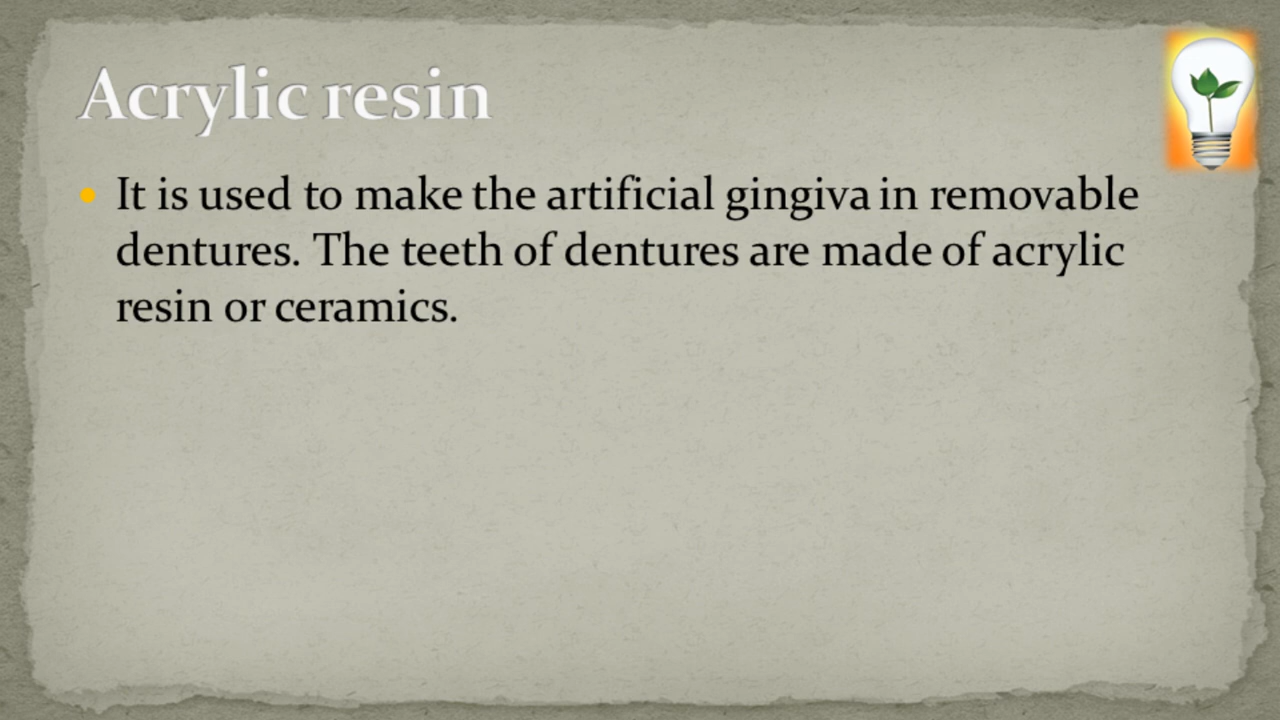 Acrylic resin
It is used to make the artificial gingiva in removable
dentures. The teeth of dentures are made of acrylic
resin or ceramics.